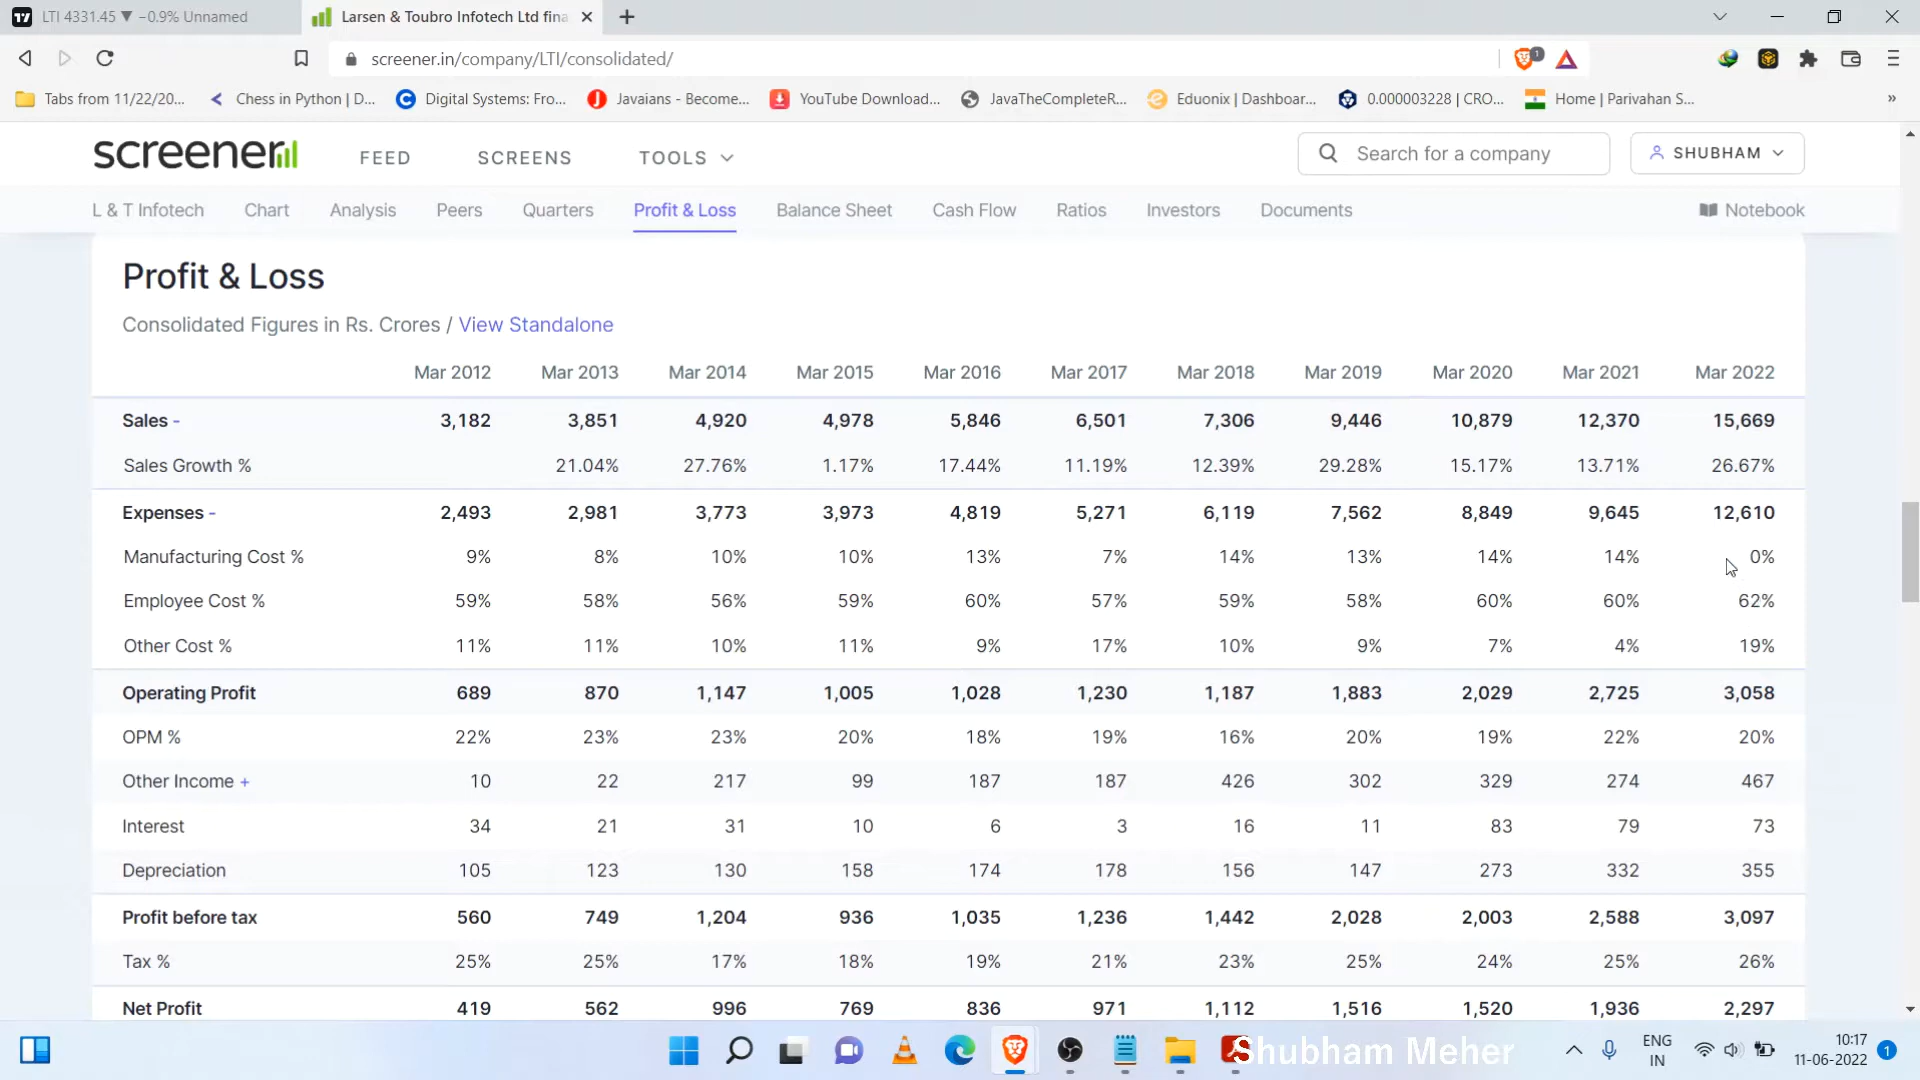 LTI 4331.45 ▼ −0.9% Unnamed
Larsen & Toubro Infotech Ltd fina
screener.in/company/LTI/consolidated/
1
Tabs from 11/22/20...
Chess in Python | D...
Digital Systems: Fro...
Javaians - Become...
YouTube Download...
JavaTheCompleteR...
Eduonix | Dashboar...
0.000003228 | CRO...
Home | Parivahan S...
»
screener
FEED SCREENS TOOLS
Search for a company
SHUBHAM
L & T Infotech Chart Analysis Peers Quarters Profit & Loss Balance Sheet Cash Flow Ratios Investors Documents Notebook
Profit & Loss
Consolidated Figures in Rs. Crores / View Standalone
Mar 2012 Mar 2013 Mar 2014 Mar 2015 Mar 2016 Mar 2017 Mar 2018 Mar 2019 Mar 2020 Mar 2021 Mar 2022
Sales - 3,182 3,851 4,920 4,978 5,846 6,501 7,306 9,446 10,879 12,370 15,669
Sales Growth % 21.04% 27.76% 1.17% 17.44% 11.19% 12.39% 29.28% 15.17% 13.71% 26.67%
Expenses - 2,493 2,981 3,773 3,973 4,819 5,271 6,119 7,562 8,849 9,645 12,610
Manufacturing Cost % 9% 8% 10% 10% 13% 7% 14% 13% 14% 14% 0%
Employee Cost % 59% 58% 56% 59% 60% 57% 59% 58% 60% 60% 62%
Other Cost % 11% 11% 10% 11% 9% 17% 10% 9% 7% 4% 19%
Operating Profit 689 870 1,147 1,005 1,028 1,230 1,187 1,883 2,029 2,725 3,058
OPM % 22% 23% 23% 20% 18% 19% 16% 20% 19% 22% 20%
Other Income + 10 22 217 99 187 187 426 302 329 274 467
Interest 34 21 31 10 6 3 16 11 83 79 73
Depreciation 105 123 130 158 174 178 156 147 273 332 355
Profit before tax 560 749 1,204 936 1,035 1,236 1,442 2,028 2,003 2,588 3,097
Tax % 25% 25% 17% 18% 19% 21% 23% 25% 24% 25% 26%
Net Profit 419 562 996 769 836 971 1,112 1,516 1,520 1,936 2,297
Shubham Meher
ENG
IN
10:17
11-06-2022
1